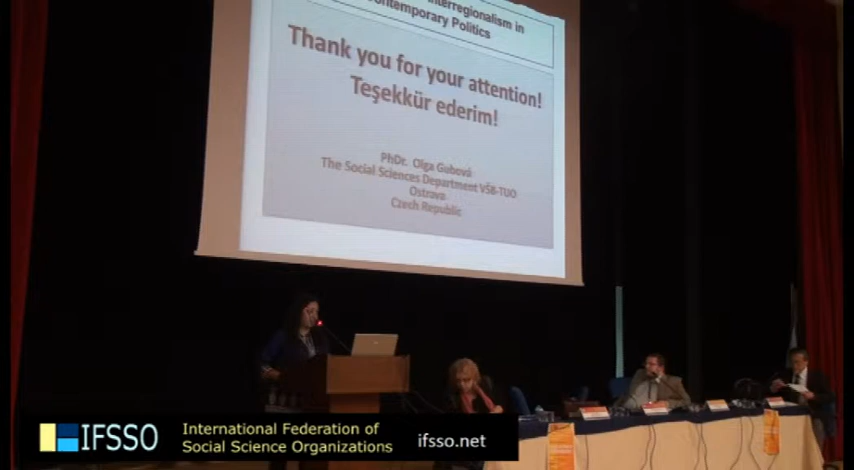 Interregionalism in
Contemporary Politics
Thank you for your attention!
Teşekkür ederim!
PhDr. Olga Gubová
The Social Sciences Department VŠB-TUO
Ostrava
Czech Republic
IFSSO
International Federation of
Social Science Organizations
ifsso.net